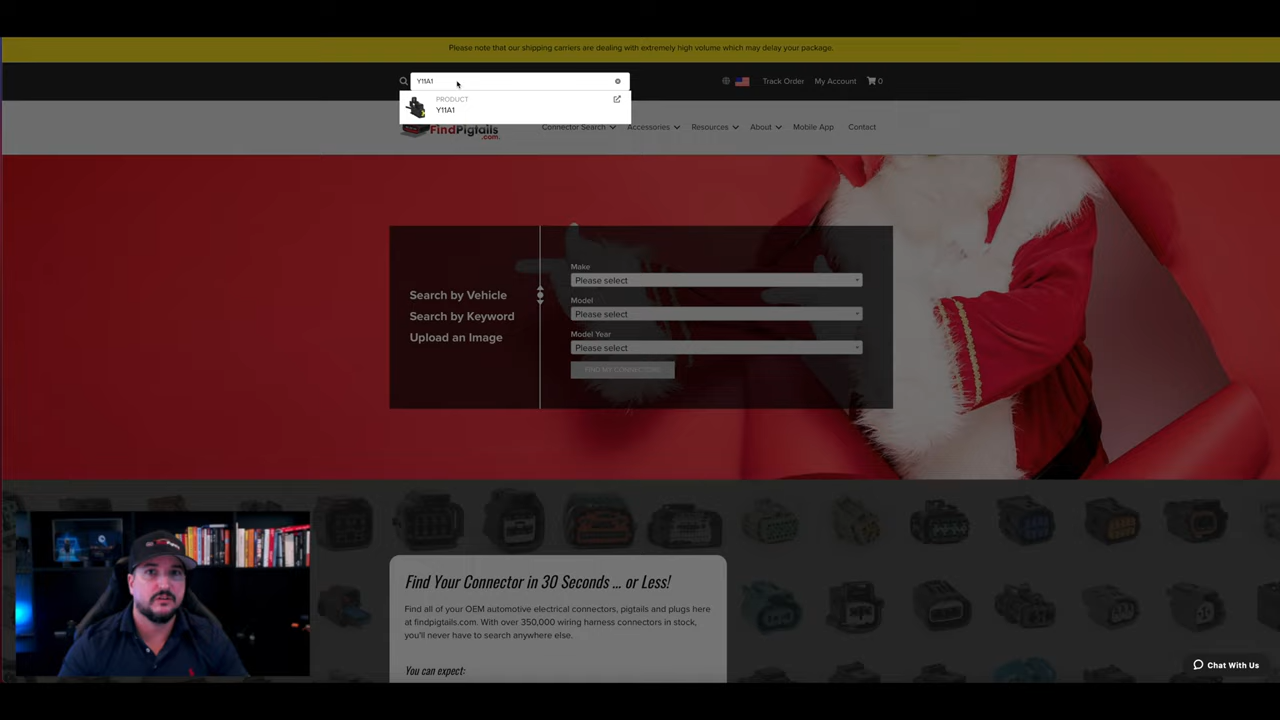 Please note that our shipping carriers are dealing with extremely high volume which may delay your package.
Y11A1
Track Order
My Account
0
PRODUCT
Y11A1
FindPigtails
.com
Connector Search
Accessories
Resources
About
Mobile App
Contact
Search by Vehicle
Search by Keyword
Upload an Image
Make
Please select
Model
Please select
Model Year
Please select
FIND MY CONNECTORS
Find Your Connector in 30 Seconds ... or Less!
Find all of your OEM automotive electrical connectors, pigtails and plugs here
at findpigtails.com. With over 350,000 wiring harness connectors in stock,
you'll never have to search anywhere else.
You can expect:
Chat With Us